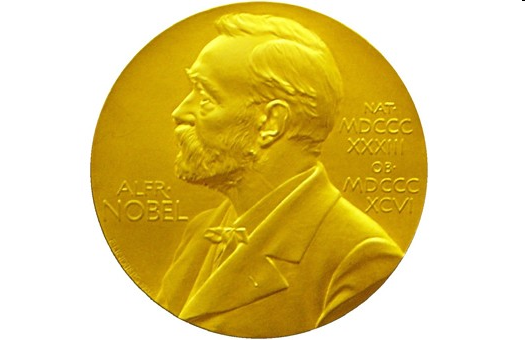 ALFR·
NOBEL
NAT·
MDCCC
XXXIII
OB·
MDCCC
XCVI